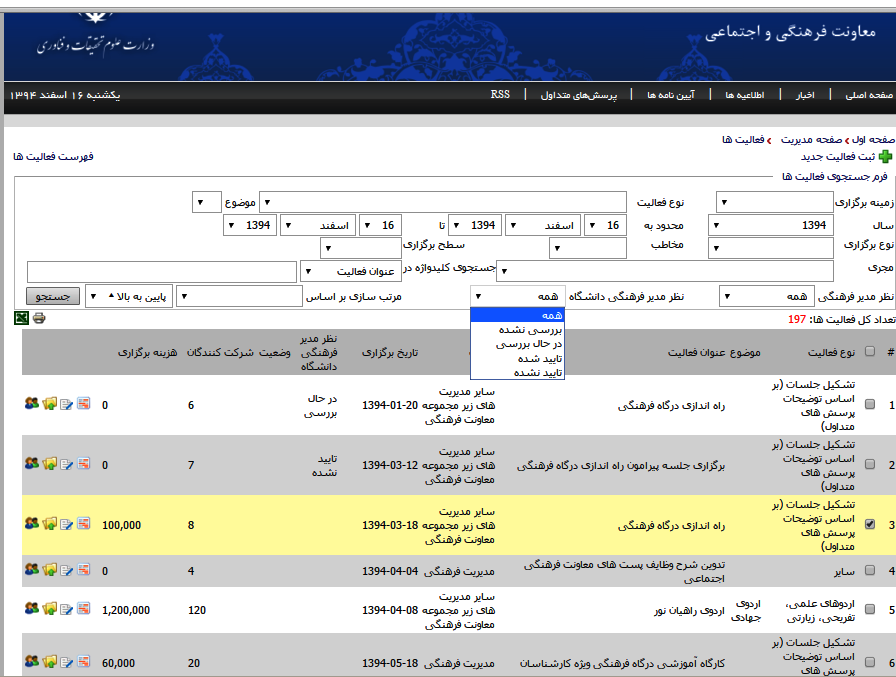 معاونت فرهنگی و اجتماعی
وزارت علوم تحقیقات و فناوری
صفحه اصلی | اخبار | اطلاعیه ها | آیین نامه ها | پرسش‌های متداول | RSS
یکشنبه ۱۶ اسفند ۱۳۹۴
صفحه اول صفحه مدیریت فعالیت ها
ثبت فعالیت جدید
فهرست فعالیت ها
فرم جستجوی فعالیت ها
زمینه برگزاری نوع فعالیت موضوع
سال 1394 محدود به 16 اسفند 1394 تا 16 اسفند 1394
نوع برگزاری مخاطب سطح برگزاری
مجری جستجوی کلیدواژه در عنوان فعالیت
نظر مدیر فرهنگی همه نظر مدیر فرهنگی دانشگاه همه مرتب سازی بر اساس پایین به بالا جستجو
همه
بررسی نشده
در حال بررسی
تایید شده
تایید نشده
تعداد کل فعالیت ها: 197
# نوع فعالیت موضوع عنوان فعالیت تاریخ برگزاری نظر مدیر فرهنگی دانشگاه وضعیت شرکت کنندگان هزینه برگزاری
1 تشکیل جلسات (بر اساس توضیحات پرسش های متداول) راه اندازی درگاه فرهنگی سایر مدیریت های زیر مجموعه معاونت فرهنگی 1394-01-20 در حال بررسی 6 0
2 تشکیل جلسات (بر اساس توضیحات پرسش های متداول) برگزاری جلسه پیرامون راه اندازی درگاه فرهنگی سایر مدیریت های زیر مجموعه معاونت فرهنگی 1394-03-12 تایید نشده 7 0
3 تشکیل جلسات (بر اساس توضیحات پرسش های متداول) راه اندازی درگاه فرهنگی سایر مدیریت های زیر مجموعه معاونت فرهنگی 1394-03-18 8 100,000
4 سایر تدوین شرح وظایف پست های معاونت فرهنگی اجتماعی مدیریت فرهنگی 1394-04-04 4 0
5 اردوهای علمی، تفریحی، زیارتی اردوی جهادی اردوی راهیان نور سایر مدیریت های زیر مجموعه معاونت فرهنگی 1394-04-08 120 1,200,000
6 تشکیل جلسات (بر اساس توضیحات پرسش های کارگاه آموزشی درگاه فرهنگی ویژه کارشناسان مدیریت فرهنگی 1394-05-18 20 60,000